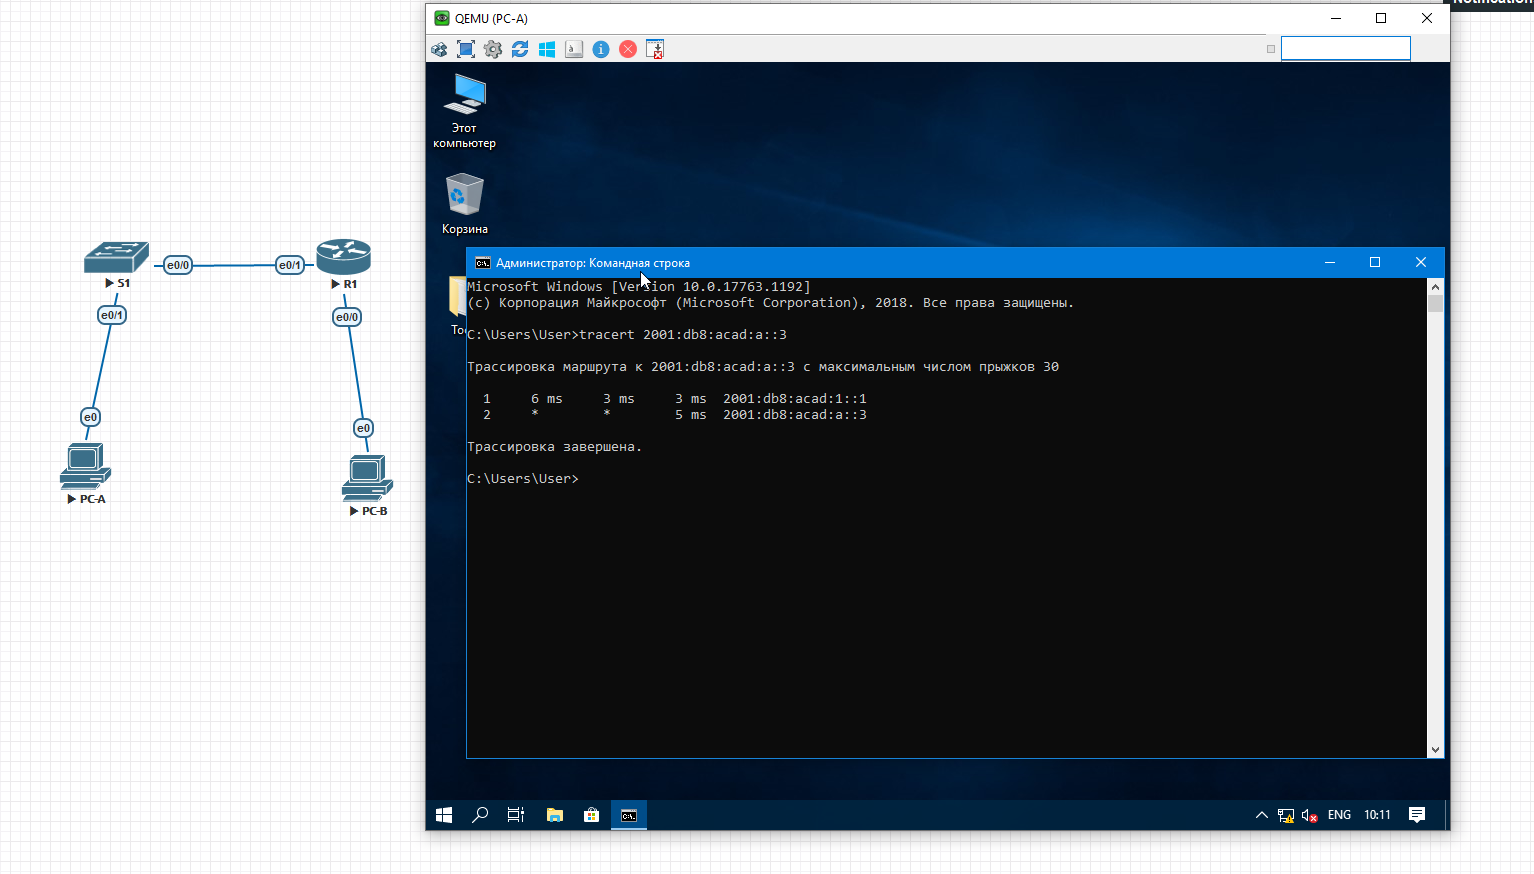 Notification
QEMU (PC-A)
Этот
компьютер
Корзина
S1
e0/0
e0/1
R1
e0/1
e0/0
e0
e0
PC-A
PC-B
Администратор: Командная строка
Microsoft Windows [Version 10.0.17763.1192]
(c) Корпорация Майкрософт (Microsoft Corporation), 2018. Все права защищены.
C:\Users\User>tracert 2001:db8:acad:a::3
Трассировка маршрута к 2001:db8:acad:a::3 с максимальным числом прыжков 30
1 6 ms 3 ms 3 ms 2001:db8:acad:1::1
2 * * 5 ms 2001:db8:acad:a::3
Трассировка завершена.
C:\Users\User>
ENG 10:11